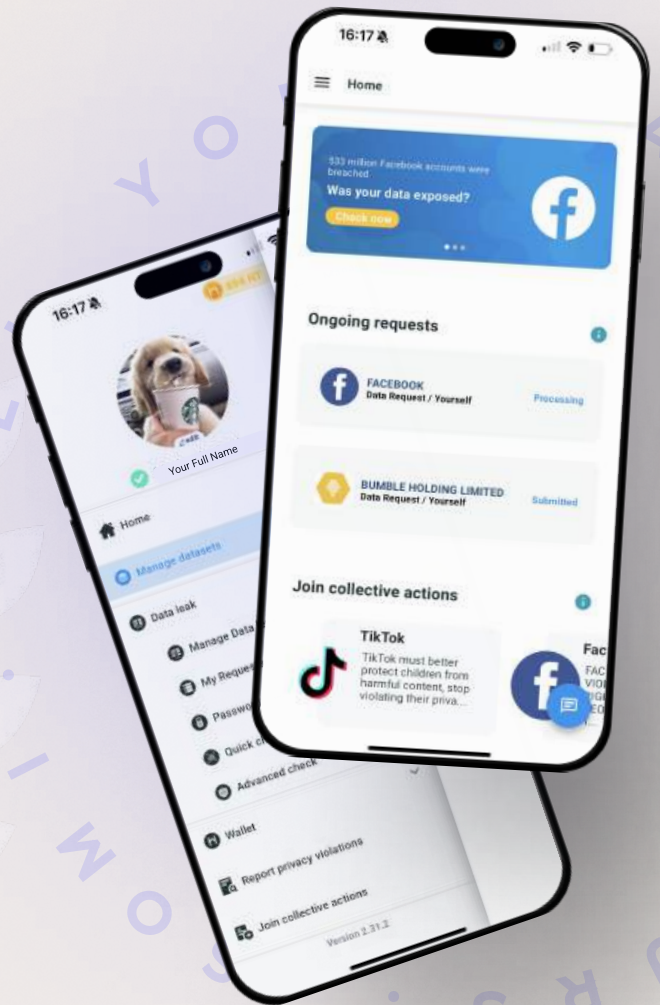 16:17
Home
533 million Facebook accounts were
breached
Was your data exposed?
Check now
Ongoing requests
FACEBOOK
Data Request / Yourself
Processing
BUMBLE HOLDING LIMITED
Data Request / Yourself
Submitted
Join collective actions
TikTok
TikTok must better
protect children from
harmful content, stop
violating their priva...
Fac
FAC
16:17
edit
Your Full Name
Home
Manage datasets
Data leak
Manage Data
My Reques
Passwo
Quick c
Advanced check
Wallet
Report privacy violations
Join collective actions
Version 2.31.2